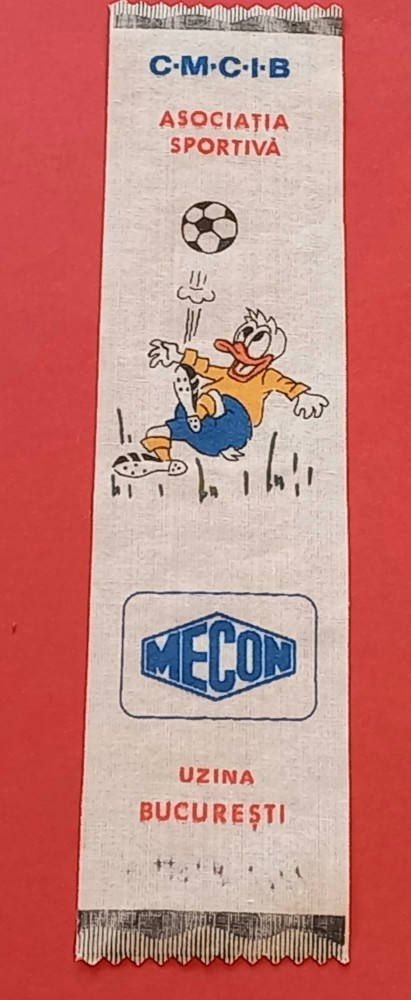 C·M·C·I·B
ASOCIAȚIA
SPORTIVĂ
MECON
UZINA
BUCUREȘTI